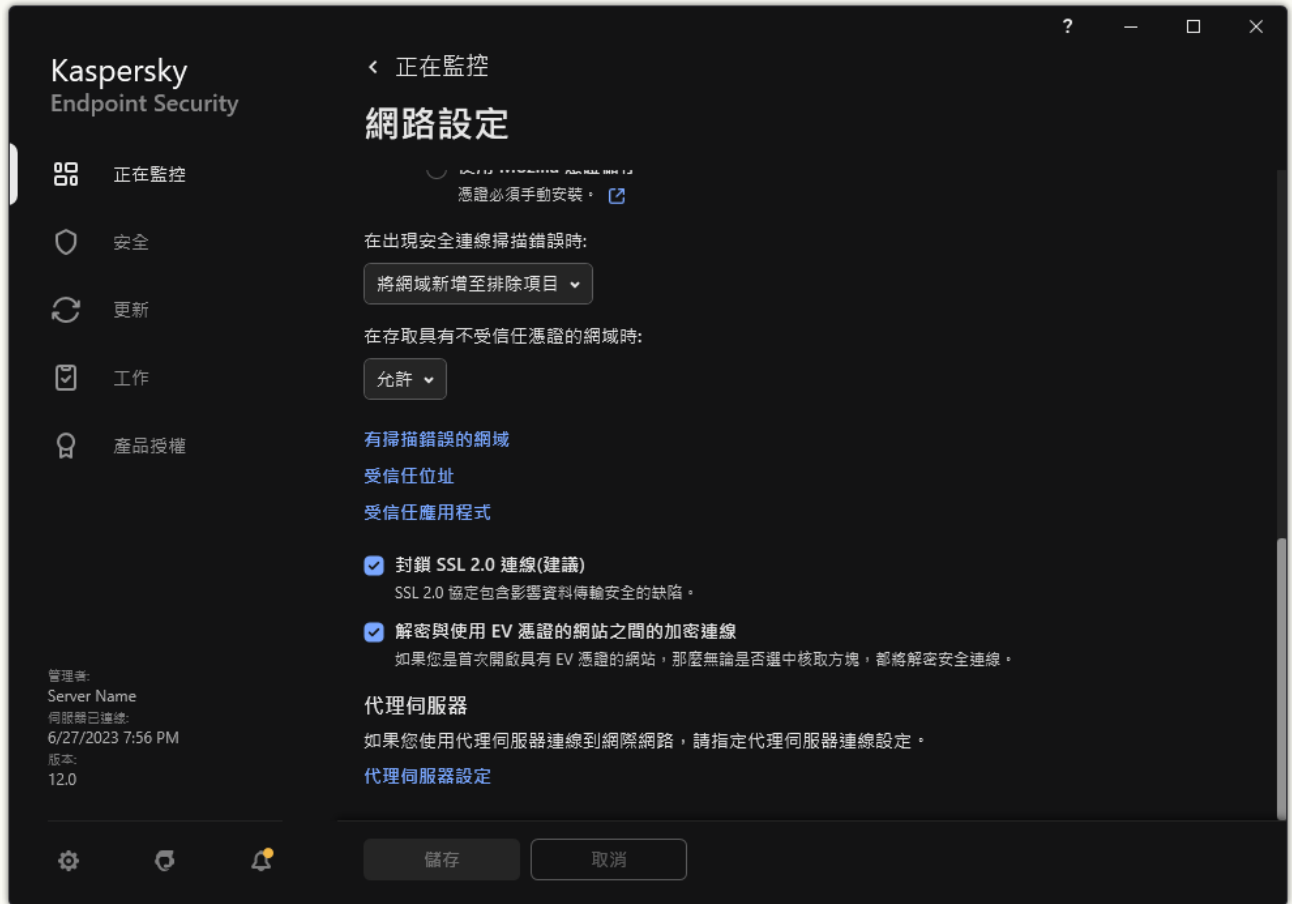 ?
Kaspersky
Endpoint Security
正在監控
安全
更新
工作
產品授權
管理者:
Server Name
伺服器已連線:
6/27/2023 7:56 PM
版本:
12.0
正在監控
網路設定
使用 Mozilla 憑證儲存
憑證必須手動安裝。
在出現安全連線掃描錯誤時:
將網域新增至排除項目
在存取具有不受信任憑證的網域時:
允許
有掃描錯誤的網域
受信任位址
受信任應用程式
封鎖 SSL 2.0 連線(建議)
SSL 2.0 協定包含影響資料傳輸安全的缺陷。
解密與使用 EV 憑證的網站之間的加密連線
如果您是首次開啟具有 EV 憑證的網站，那麼無論是否選中核取方塊，都將解密安全連線。
代理伺服器
如果您使用代理伺服器連線到網際網路，請指定代理伺服器連線設定。
代理伺服器設定
儲存
取消